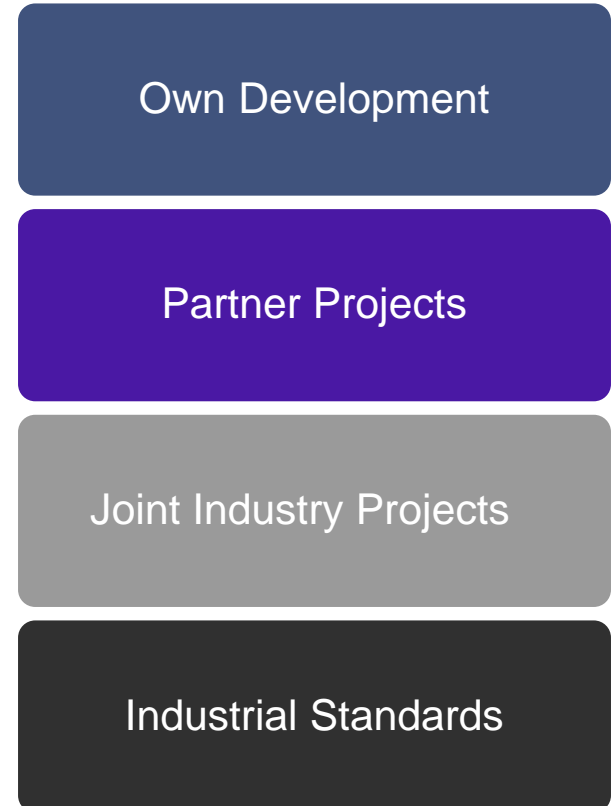 Own Development
Partner Projects
Joint Industry Projects
Industrial Standards